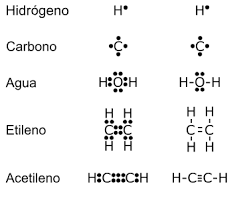 Hidrógeno H• H•
Carbono •C• •C•
Agua H:O:H H-O-H
H H H H
Etileno C::C C=C
H H H H
Acetileno H:C:::C:H H-C≡C-H